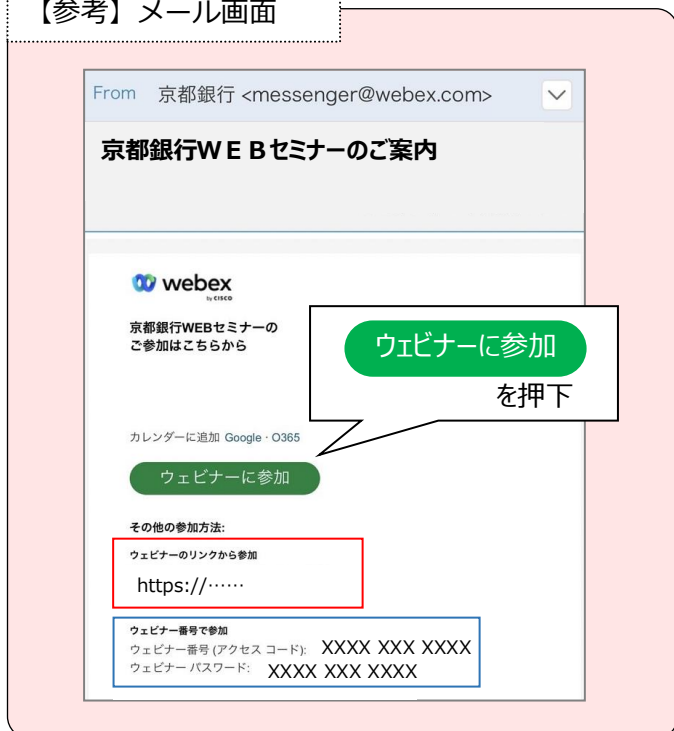 【参考】メール画面
From 京都銀行 <messenger@webex.com>
京都銀行WEBセミナーのご案内
webex
by CISCO
京都銀行WEBセミナーの
ご参加はこちらから
ウェビナーに参加
を押下
カレンダーに追加 Google · O365
ウェビナーに参加
その他の参加方法:
ウェビナーのリンクから参加
https://……
ウェビナー番号で参加
ウェビナー番号 (アクセス コード): XXXX XXX XXXX
ウェビナー パスワード: XXXX XXX XXXX